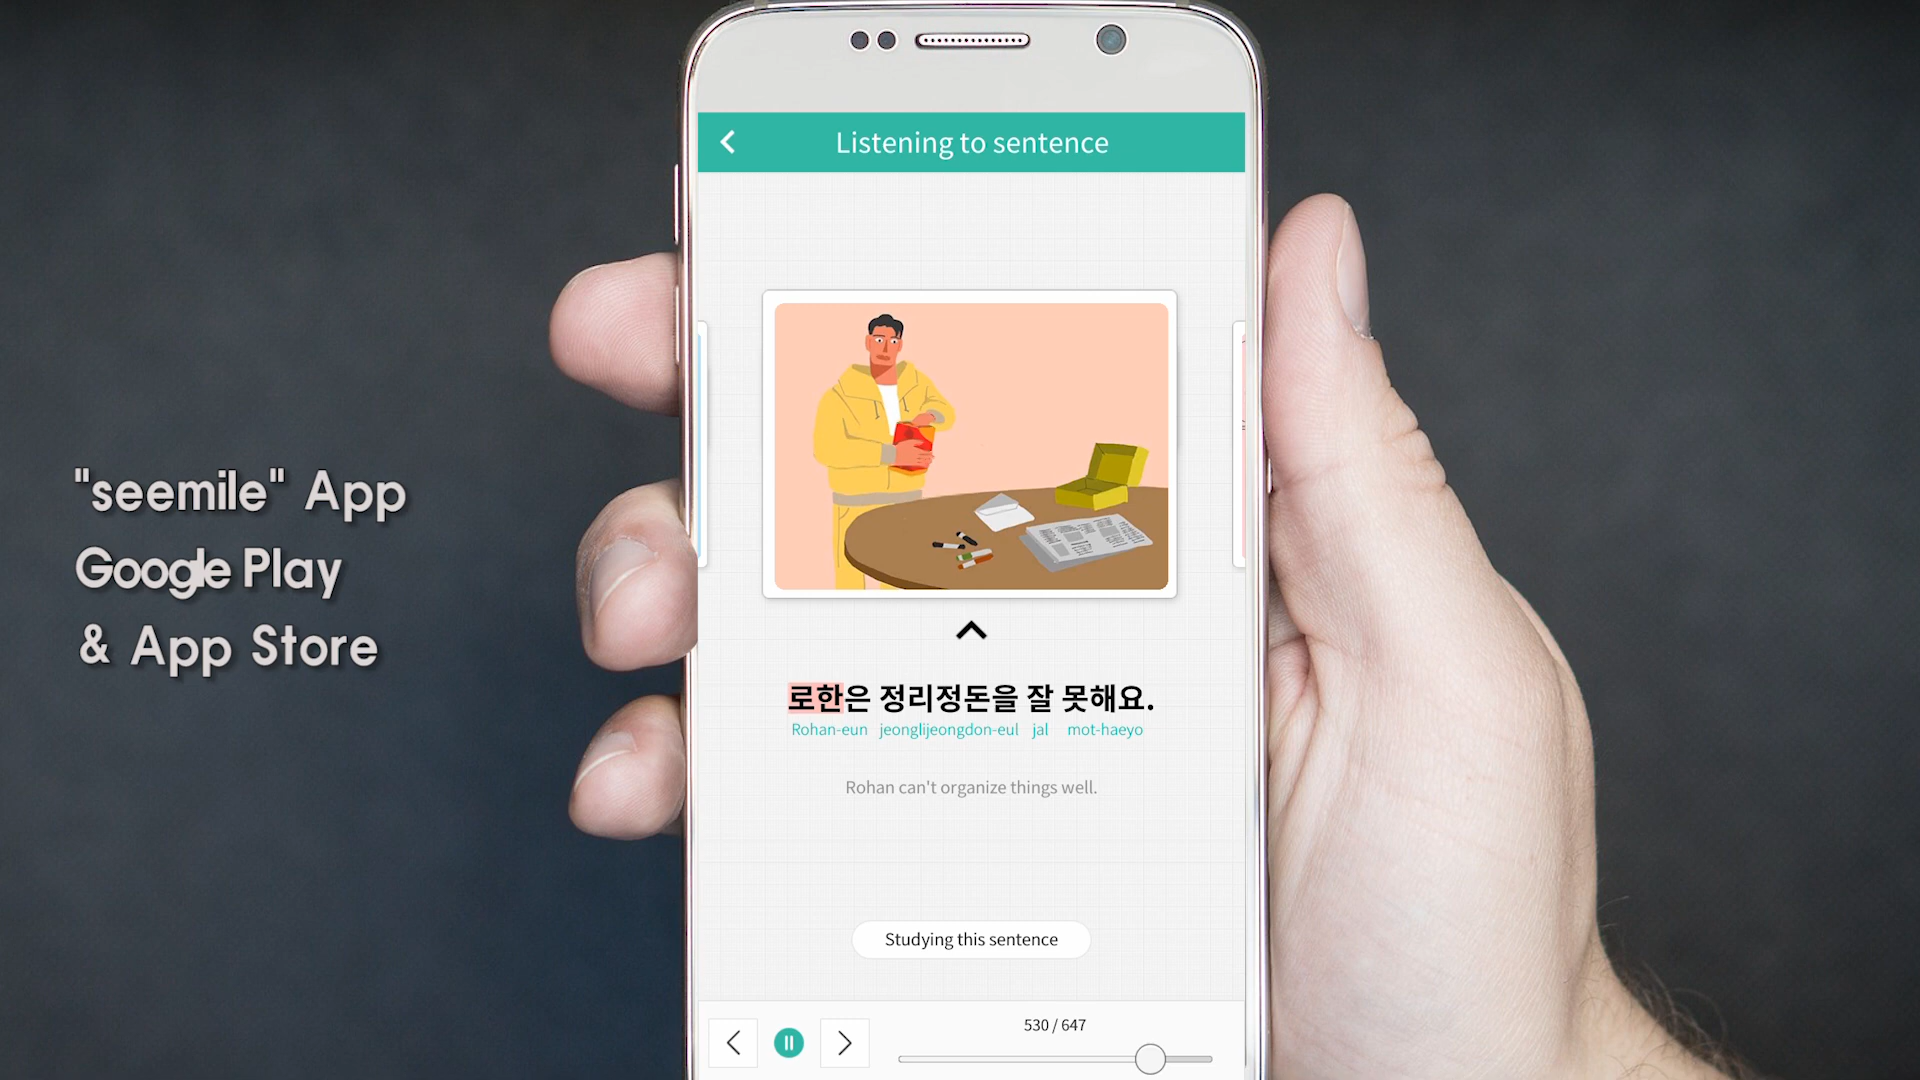 "seemile" App
Google Play
& App Store
Listening to sentence
로한은 정리정돈을 잘 못해요.
Rohan-eun jeonglijeongdon-eul jal mot-haeyo
Rohan can't organize things well.
Studying this sentence
530 / 647